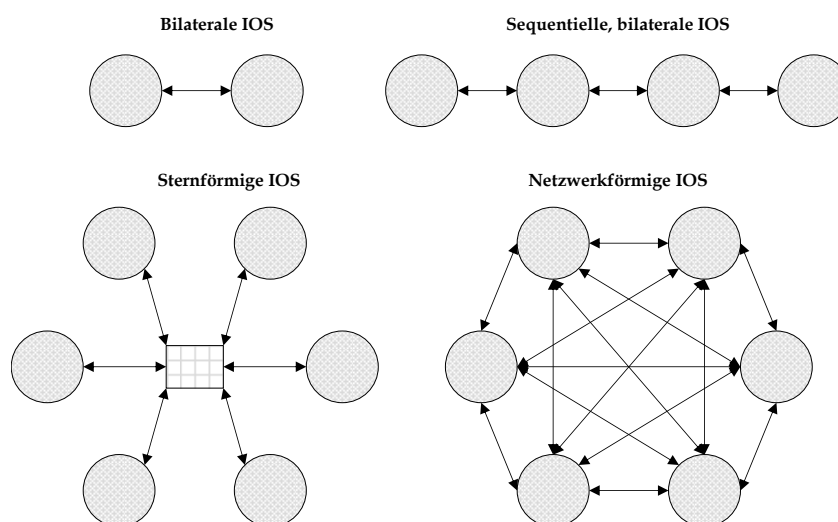 Bilaterale IOS
Sequentielle, bilaterale IOS
Sternförmige IOS
Netzwerkförmige IOS